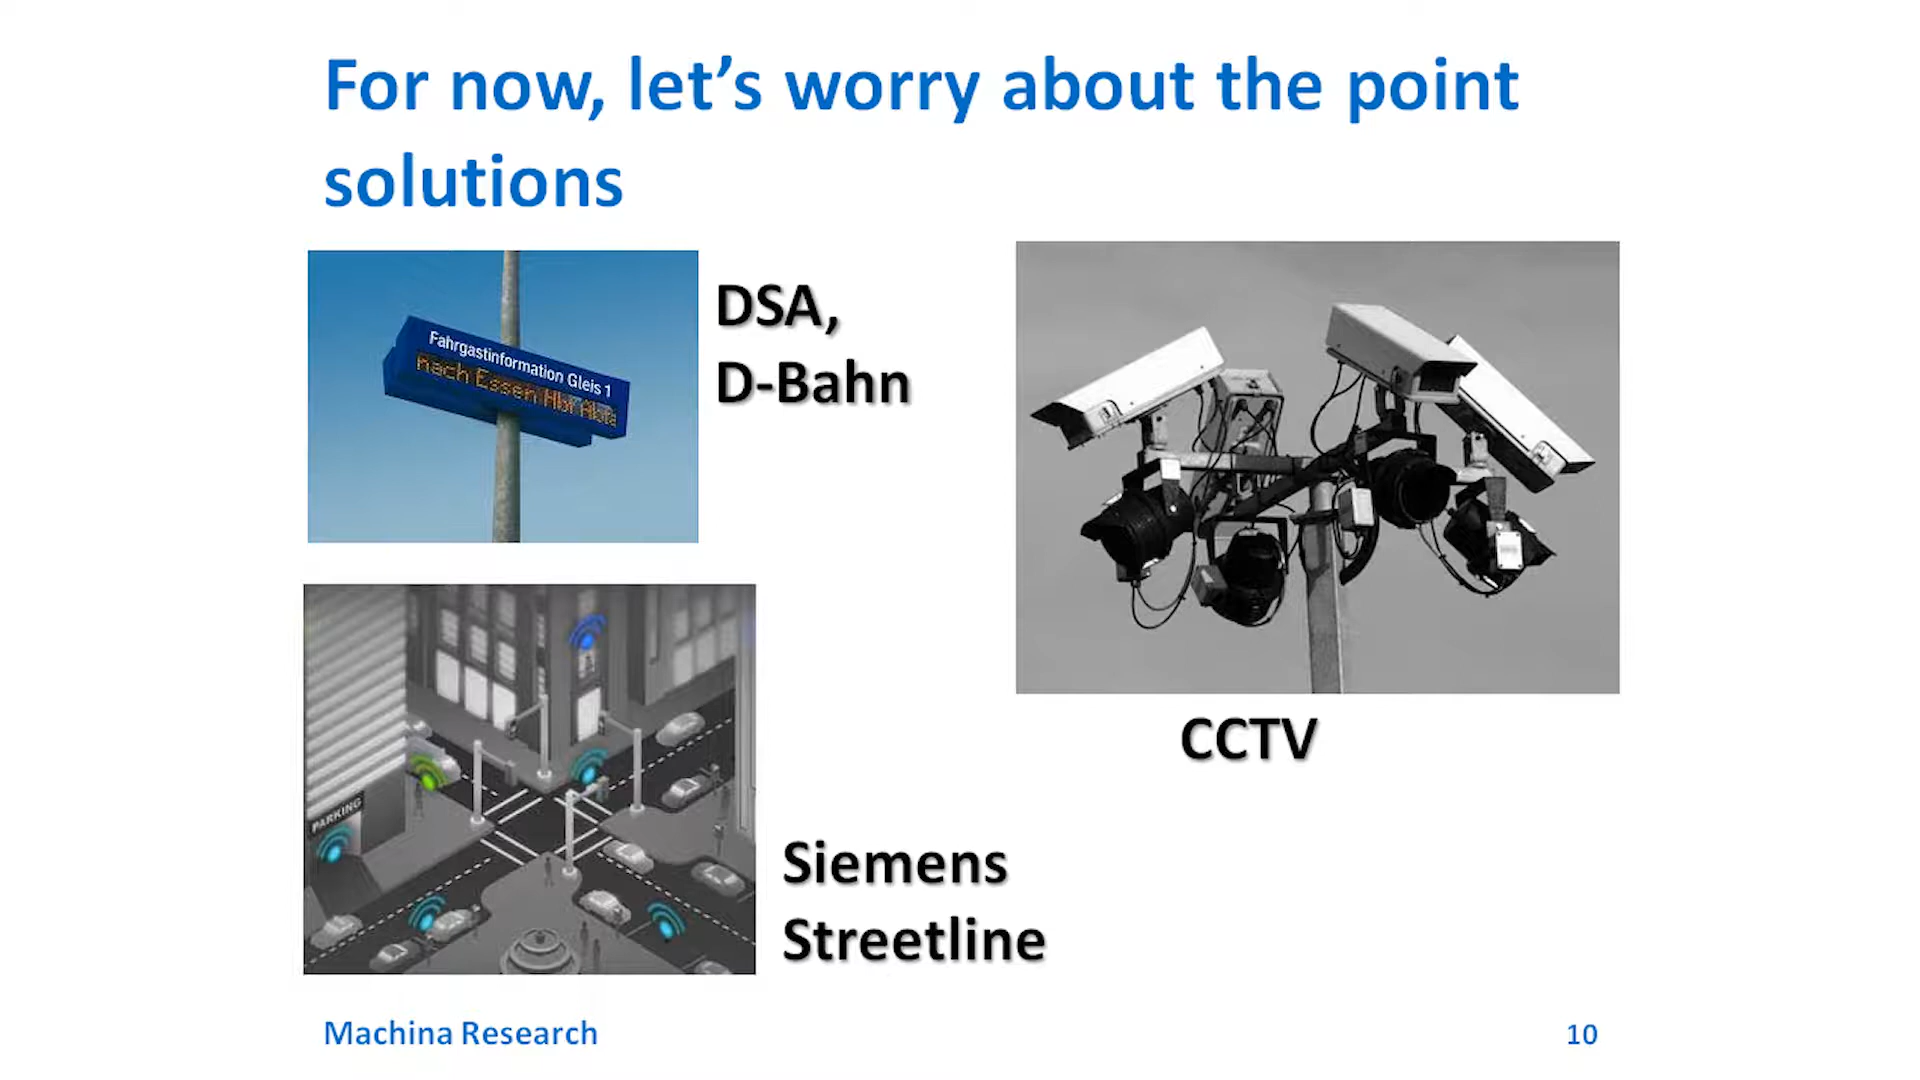 For now, let’s worry about the point
solutions
Fahrgastinformation Gleis 1
nach Essen Hbf
DSA,
D-Bahn
CCTV
PARKING
Siemens
Streetline
Machina Research
10